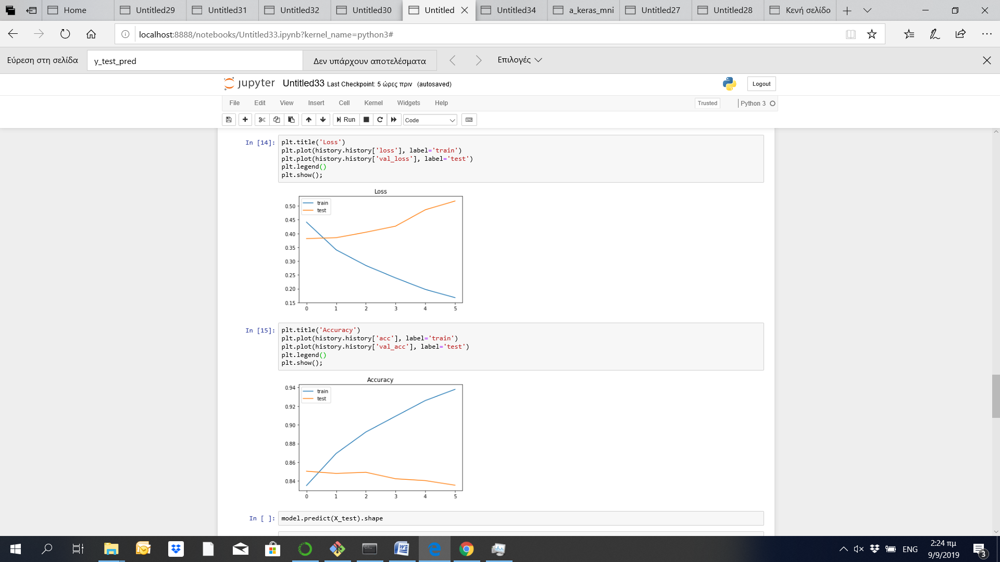 Home Untitled29 Untitled31 Untitled32 Untitled30 Untitled Untitled34 a_keras_mni Untitled27 Untitled28 Κενή σελίδο
localhost:8888/notebooks/Untitled33.ipynb?kernel_name=python3#
Εύρεση στη σελίδα y_test_pred Δεν υπάρχουν αποτελέσματα Επιλογές
jupyter Untitled33 Last Checkpoint: 5 ώρες πριν (autosaved) Logout
File Edit View Insert Cell Kernel Widgets Help Trusted Python 3
Run Code
In [14]: plt.title('Loss')
plt.plot(history.history['loss'], label='train')
plt.plot(history.history['val_loss'], label='test')
plt.legend()
plt.show();
Loss
train
test
0.50
0.45
0.40
0.35
0.30
0.25
0.20
0.15
0 1 2 3 4 5
In [15]: plt.title('Accuracy')
plt.plot(history.history['acc'], label='train')
plt.plot(history.history['val_acc'], label='test')
plt.legend()
plt.show();
Accuracy
train
test
0.94
0.92
0.90
0.88
0.86
0.84
0 1 2 3 4 5
In [ ]: model.predict(X_test).shape
ENG
2:24 πμ
9/9/2019
3